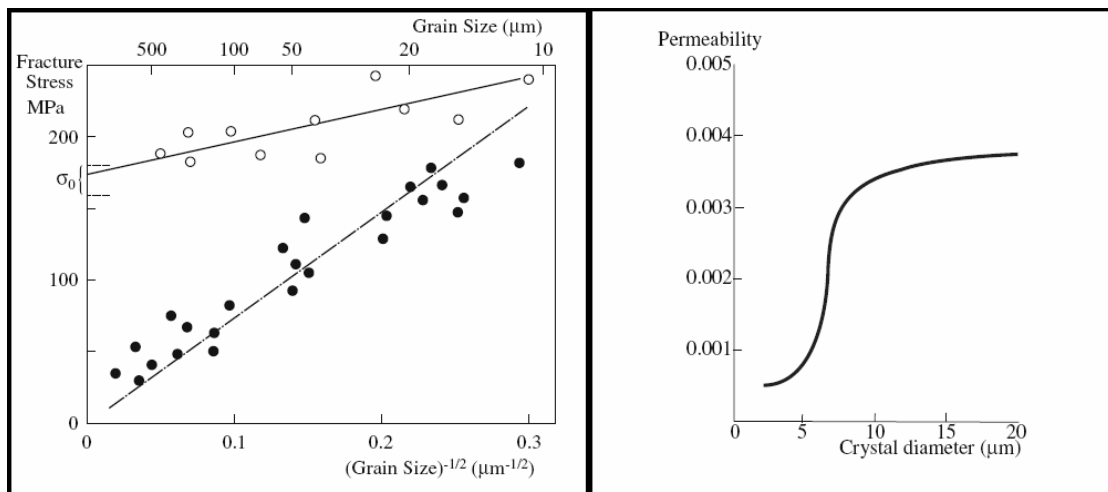 Grain Size (μm)
500 100 50 20 10
Fracture
Stress
MPa
200
σ0
100
0
0 0.1 0.2 0.3
(Grain Size)-1/2 (μm-1/2)
Permeability
0.005
0.004
0.003
0.002
0.001
0 5 10 15 20
Crystal diameter (μm)